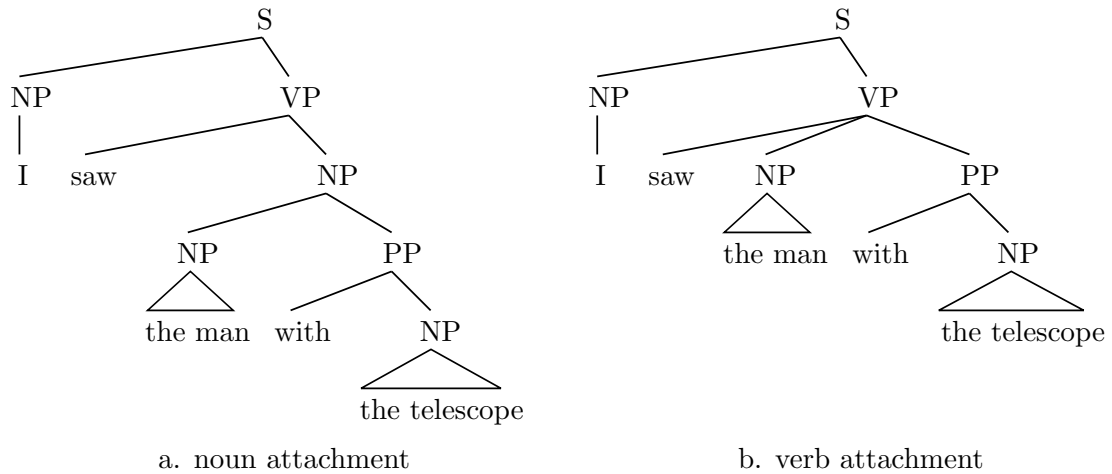 S
S
NP
VP
NP
VP
I
saw
NP
I
saw
NP
PP
NP
PP
the man
with
NP
the man
with
NP
the telescope
the telescope
a. noun attachment
b. verb attachment